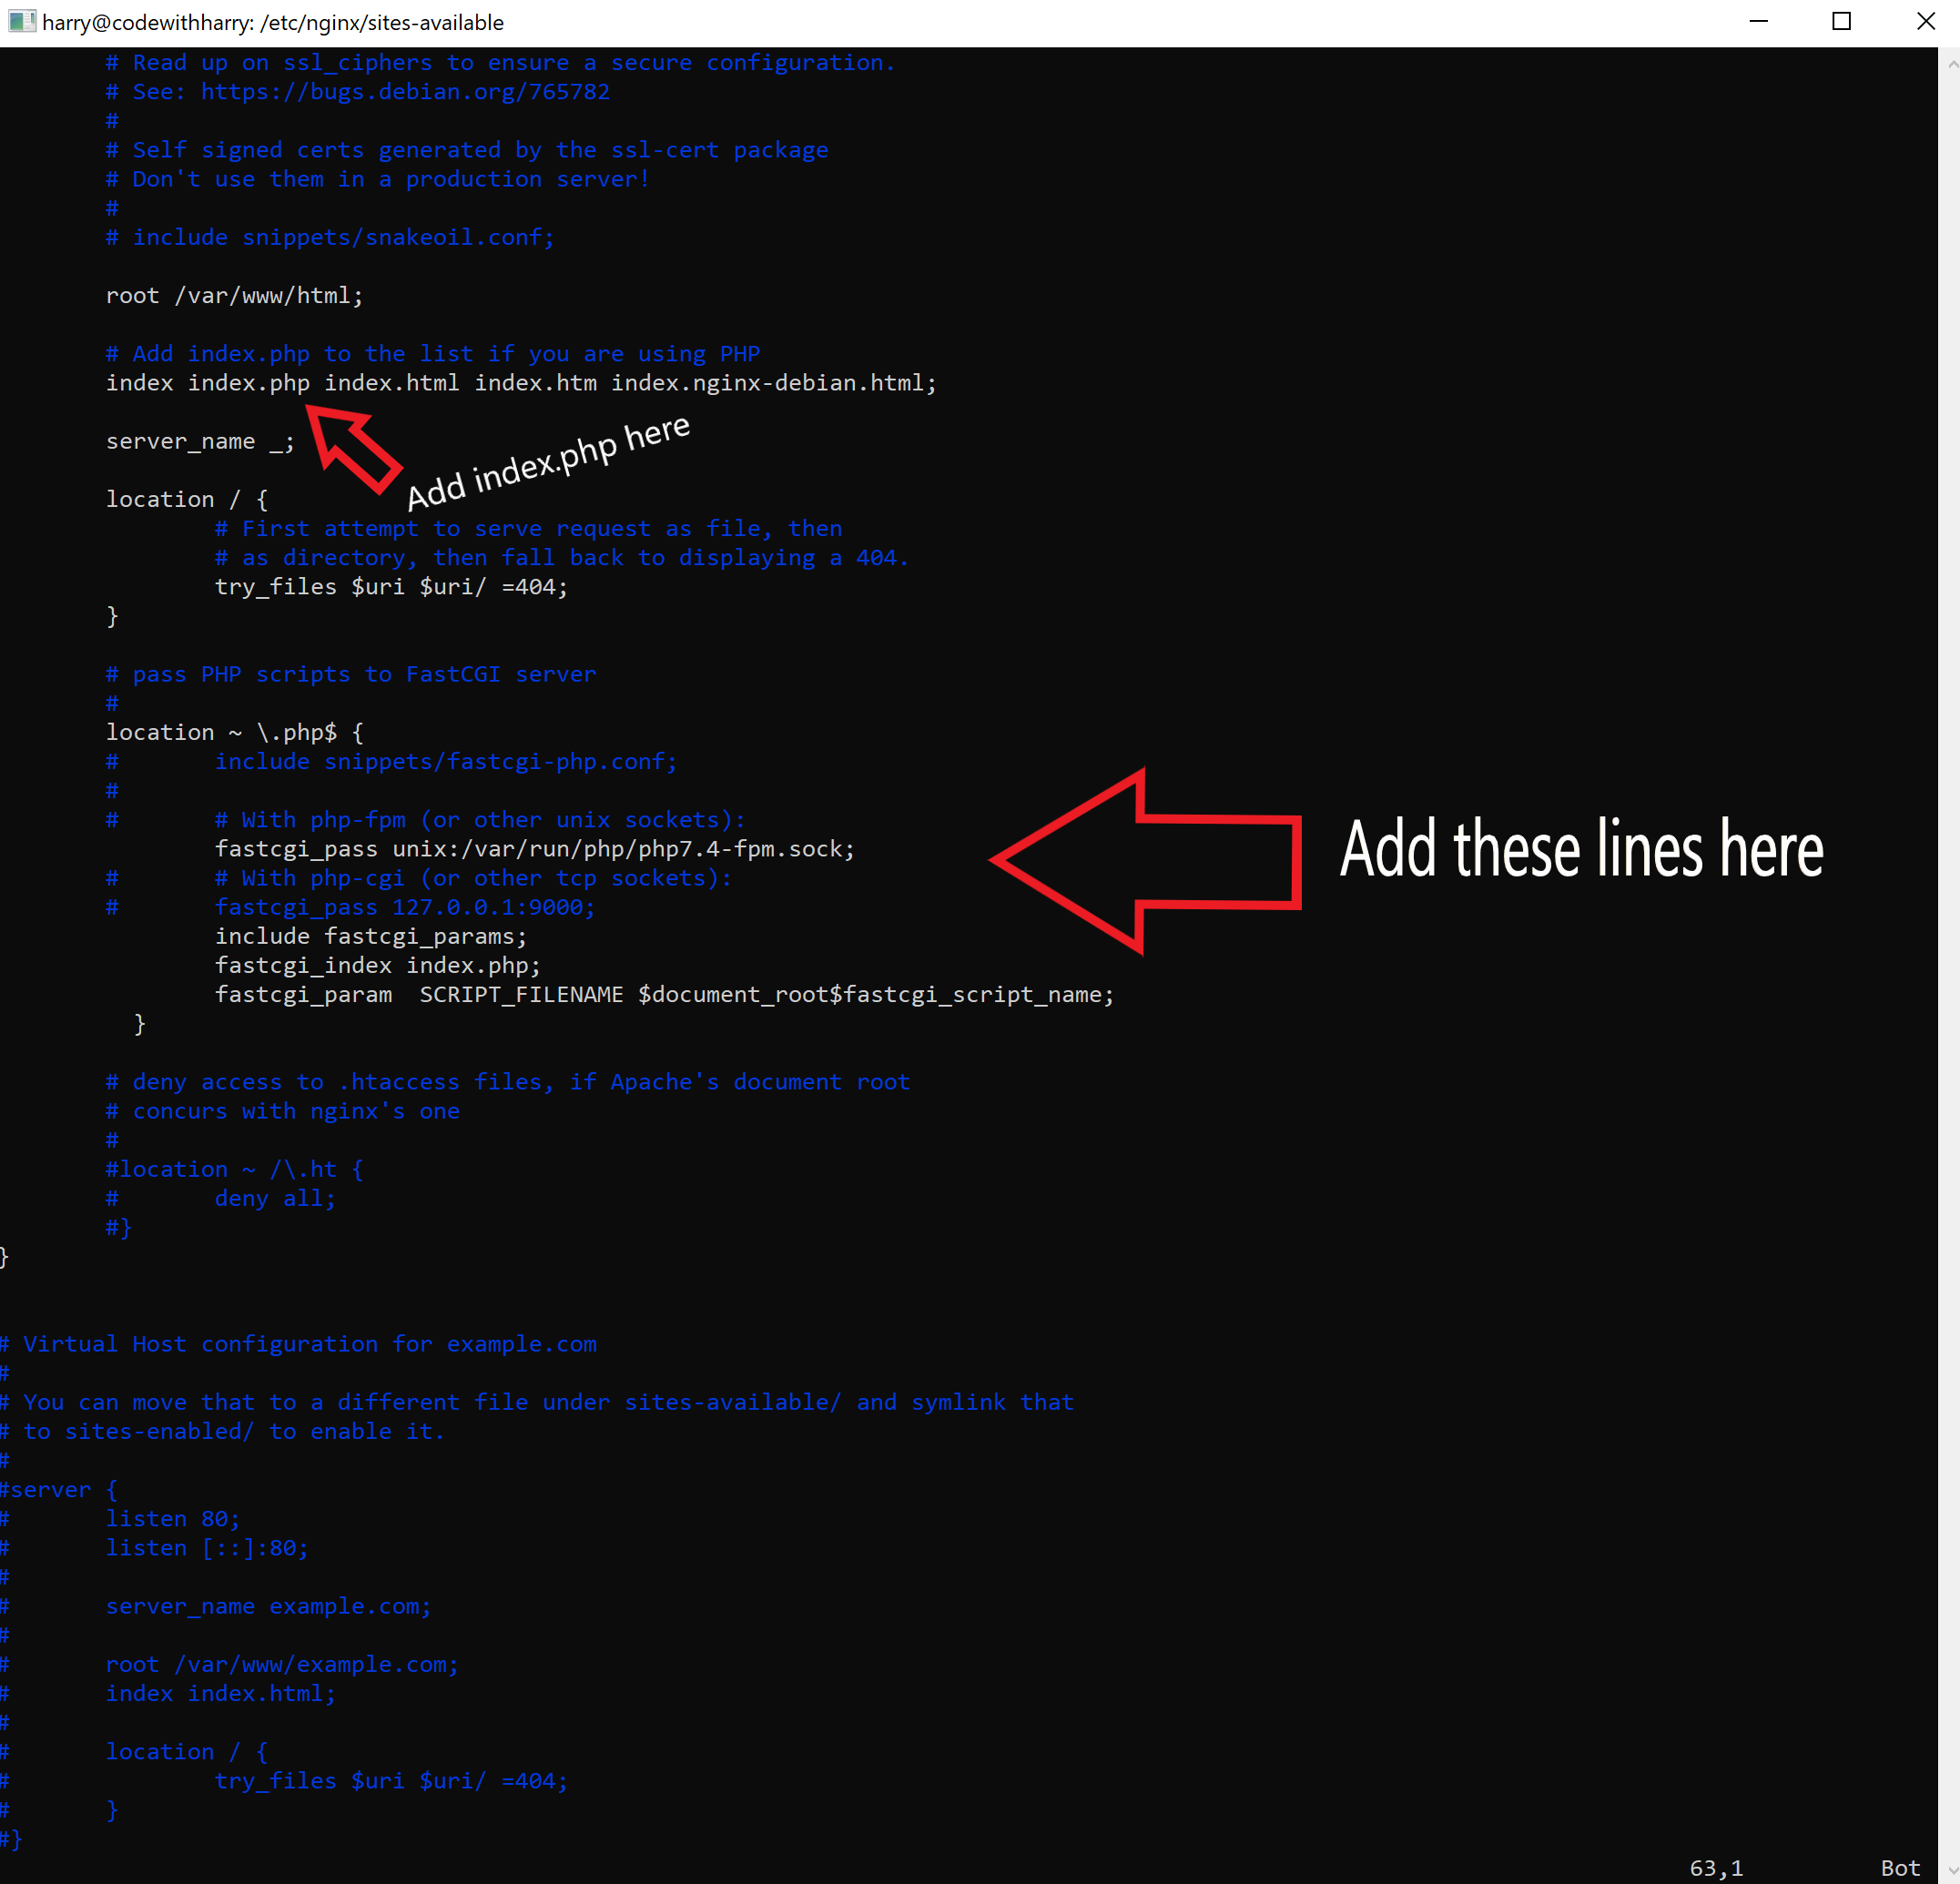 harry@codewithharry: /etc/nginx/sites-available
# Read up on ssl_ciphers to ensure a secure configuration.
# See: https://bugs.debian.org/765782
#
# Self signed certs generated by the ssl-cert package
# Don't use them in a production server!
#
# include snippets/snakeoil.conf;
root /var/www/html;
# Add index.php to the list if you are using PHP
index index.php index.html index.htm index.nginx-debian.html;
Add index.php here
server_name _;
location / {
# First attempt to serve request as file, then
# as directory, then fall back to displaying a 404.
try_files $uri $uri/ =404;
}
# pass PHP scripts to FastCGI server
#
location ~ \.php$ {
#       include snippets/fastcgi-php.conf;
#
#       # With php-fpm (or other unix sockets):
fastcgi_pass unix:/var/run/php/php7.4-fpm.sock;
Add these lines here
#       # With php-cgi (or other tcp sockets):
#       fastcgi_pass 127.0.0.1:9000;
include fastcgi_params;
fastcgi_index index.php;
fastcgi_param  SCRIPT_FILENAME $document_root$fastcgi_script_name;
}
# deny access to .htaccess files, if Apache's document root
# concurs with nginx's one
#
#location ~ /\.ht {
#       deny all;
#}
}
# Virtual Host configuration for example.com
#
# You can move that to a different file under sites-available/ and symlink that
# to sites-enabled/ to enable it.
#
#server {
#       listen 80;
#       listen [::]:80;
#
#       server_name example.com;
#
#       root /var/www/example.com;
#       index index.html;
#
#       location / {
#               try_files $uri $uri/ =404;
#       }
#}
63,1          Bot